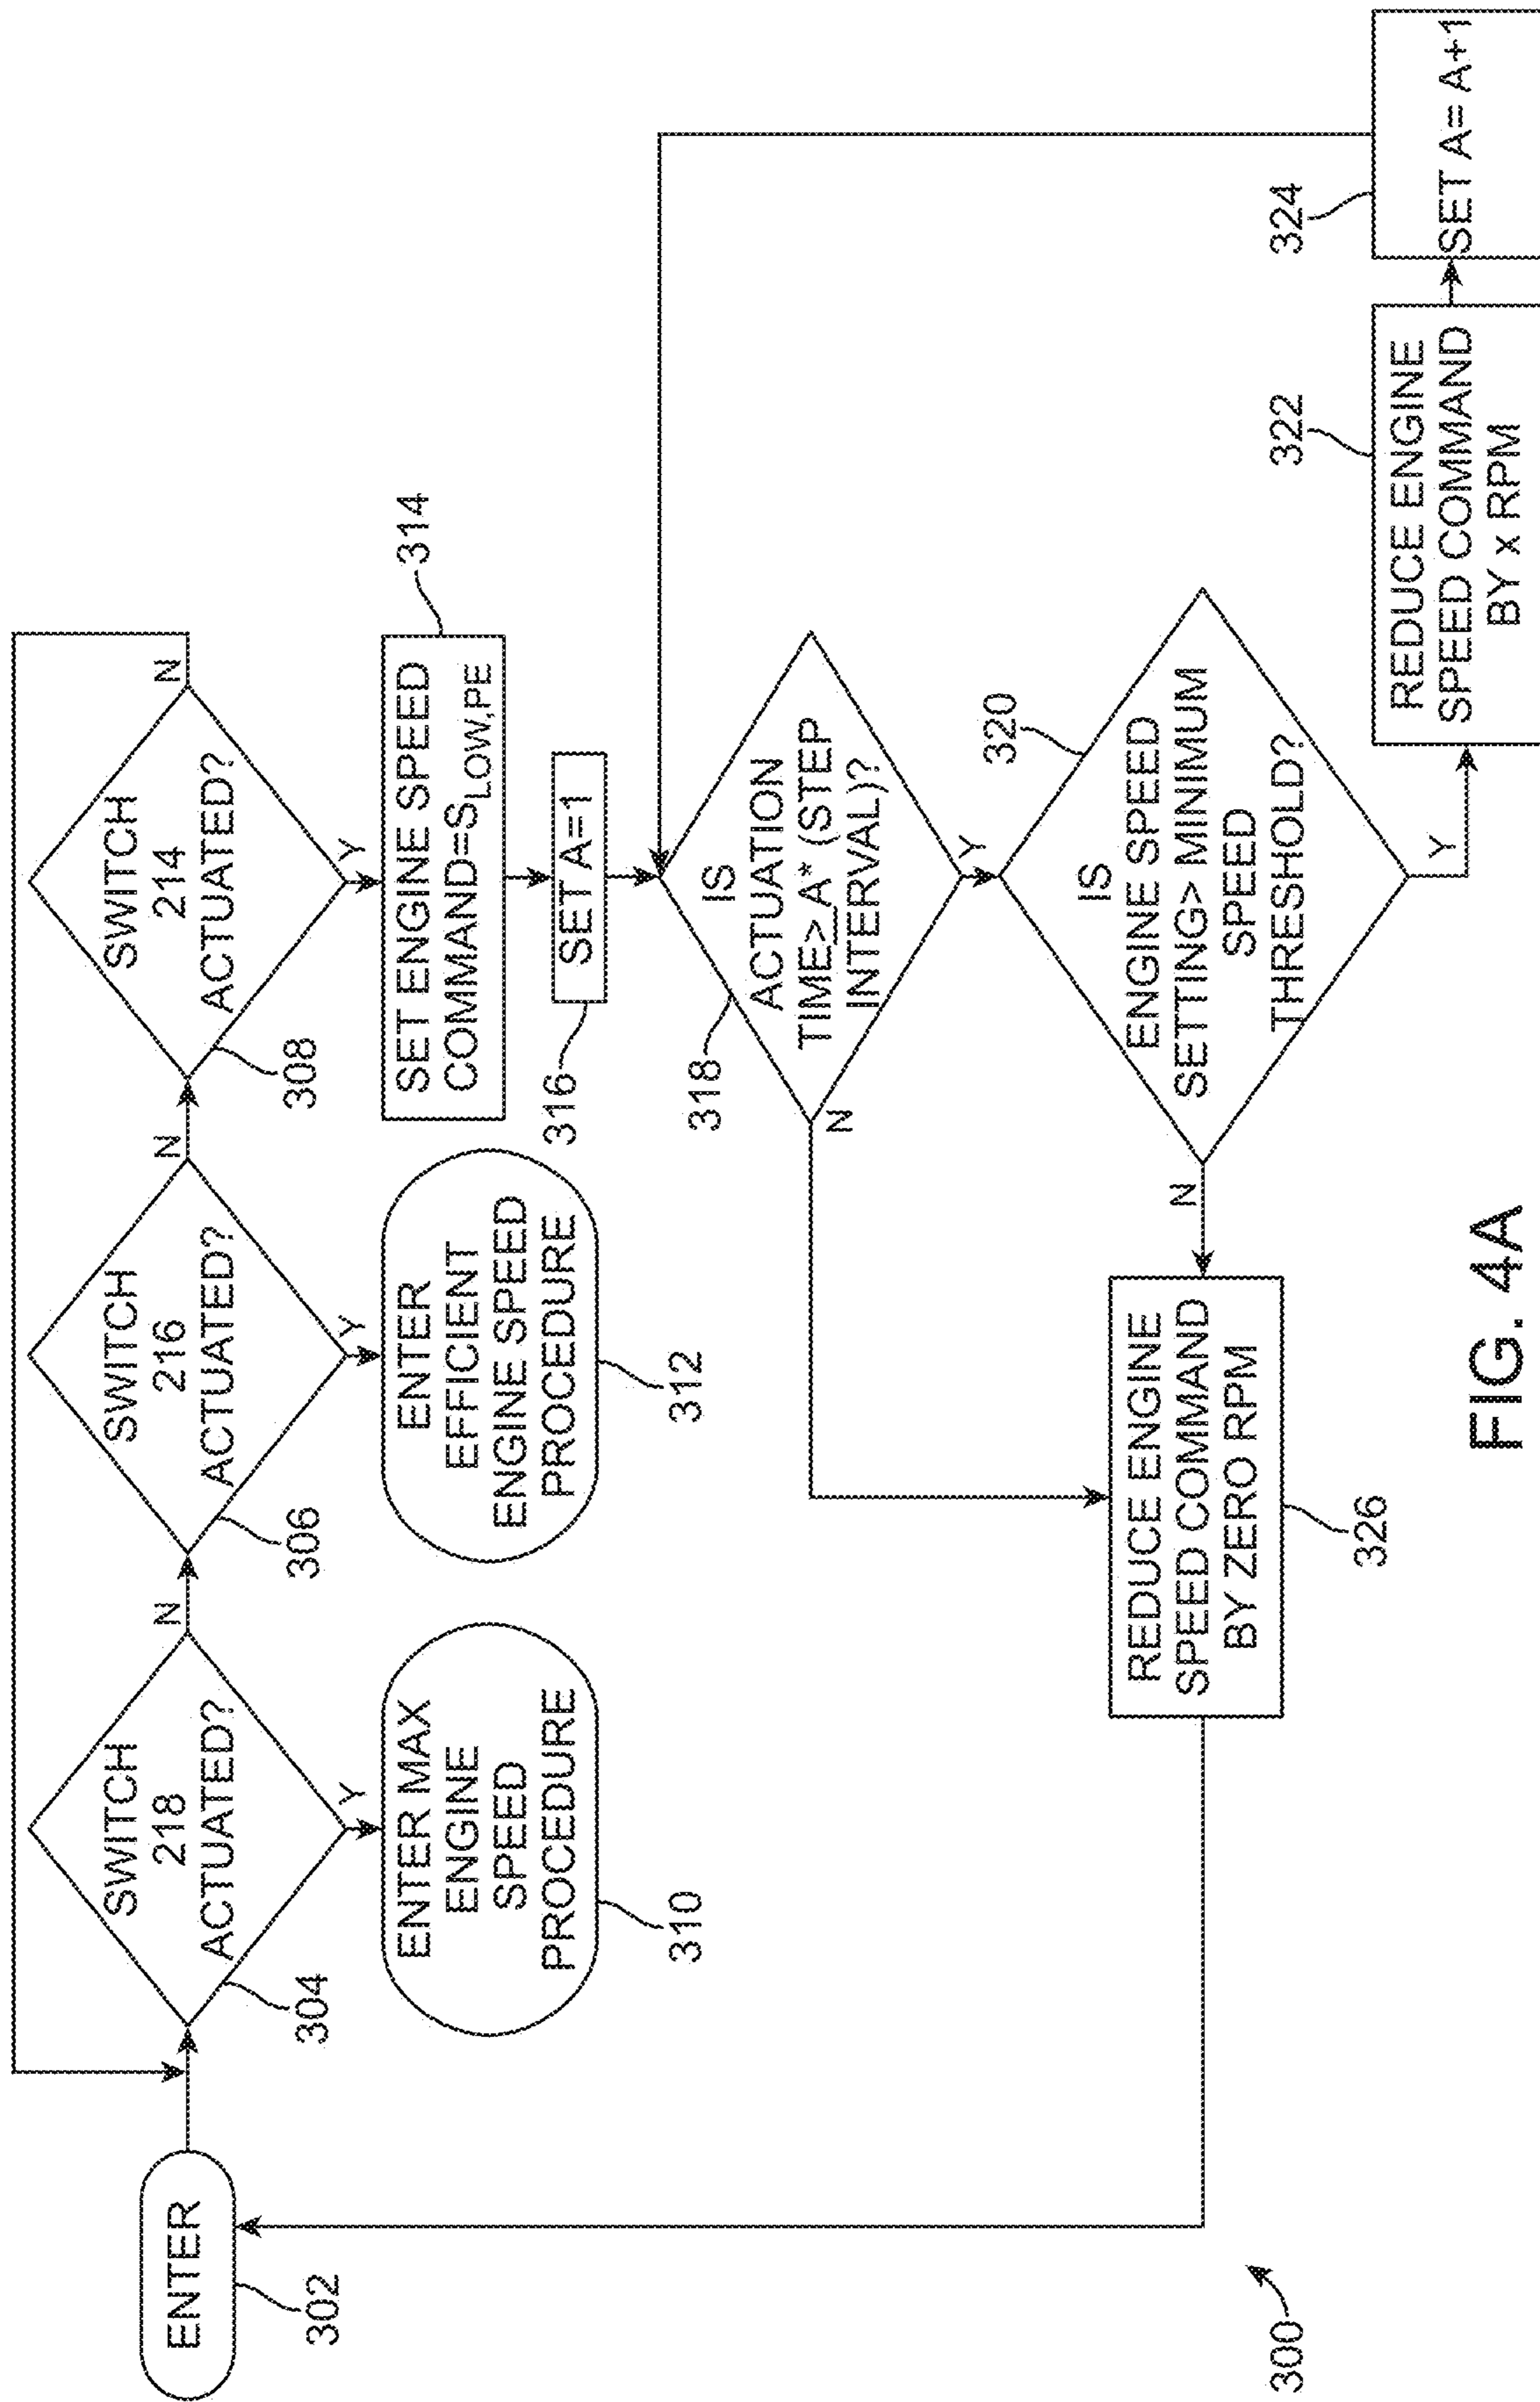 ENTER
302
SWITCH
218
ACTUATED?
304
Y
N
ENTER MAX
ENGINE
SPEED
PROCEDURE
310
SWITCH
216
ACTUATED?
306
Y
N
ENTER
EFFICIENT
ENGINE SPEED
PROCEDURE
312
SWITCH
214
ACTUATED?
308
N
Y
SET ENGINE SPEED
COMMAND=SLOW,PE
314
SET A=1
316
IS
ACTUATION
TIME≥A* (STEP
INTERVAL)?
318
N
Y
IS
ENGINE SPEED
SETTING> MINIMUM
SPEED
THRESHOLD?
320
N
Y
REDUCE ENGINE
SPEED COMMAND
BY x RPM
322
SET A= A+1
324
REDUCE ENGINE
SPEED COMMAND
BY ZERO RPM
326
300
FIG. 4A